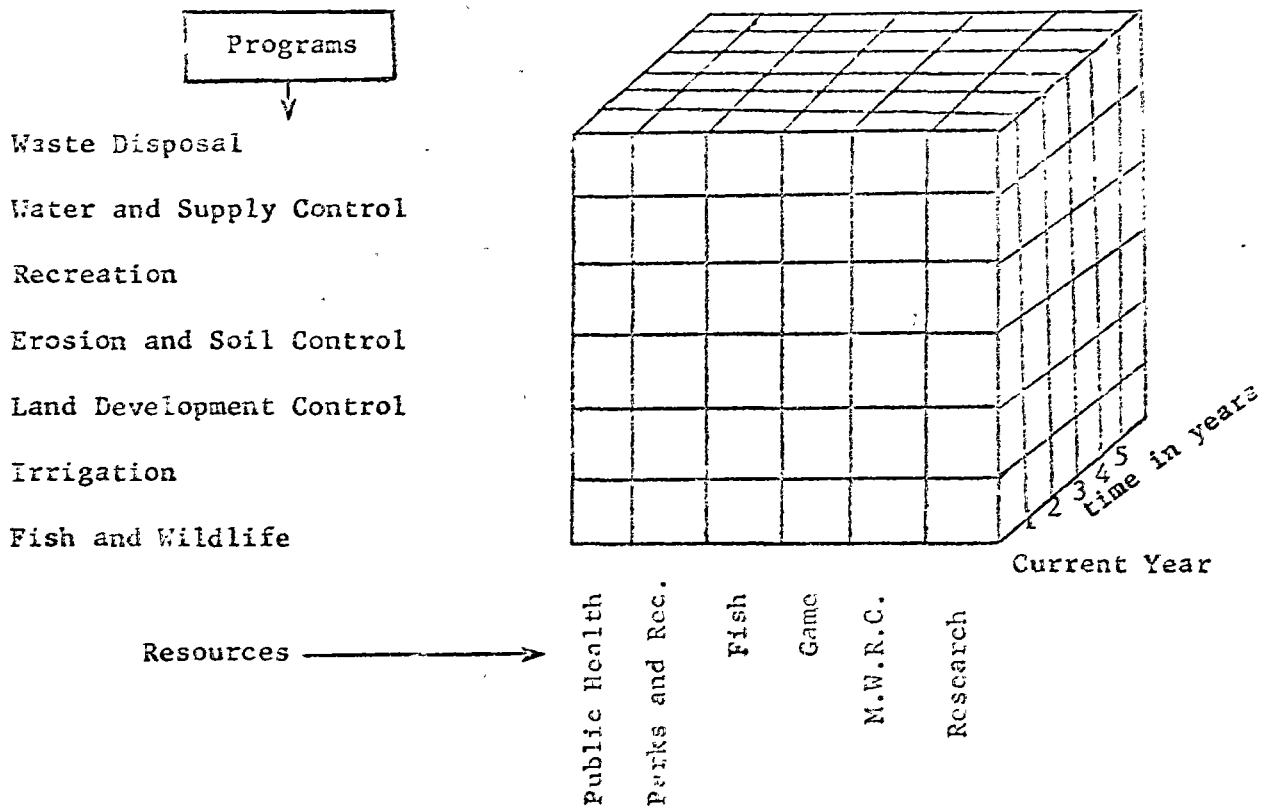 Programs
Waste Disposal
Water and Supply Control
Recreation
Erosion and Soil Control
Land Development Control
Irrigation
Fish and Wildlife
1 2 3 4 5
time in years
Current Year
Resources
Public Health
Parks and Rec.
Fish
Game
M.W.R.C.
Research